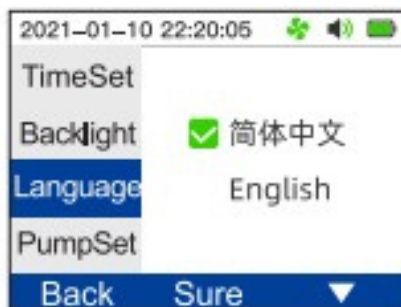 2021-01-10 22:20:05
TimeSet
Backlight
简体中文
Language
English
PumpSet
Back Sure